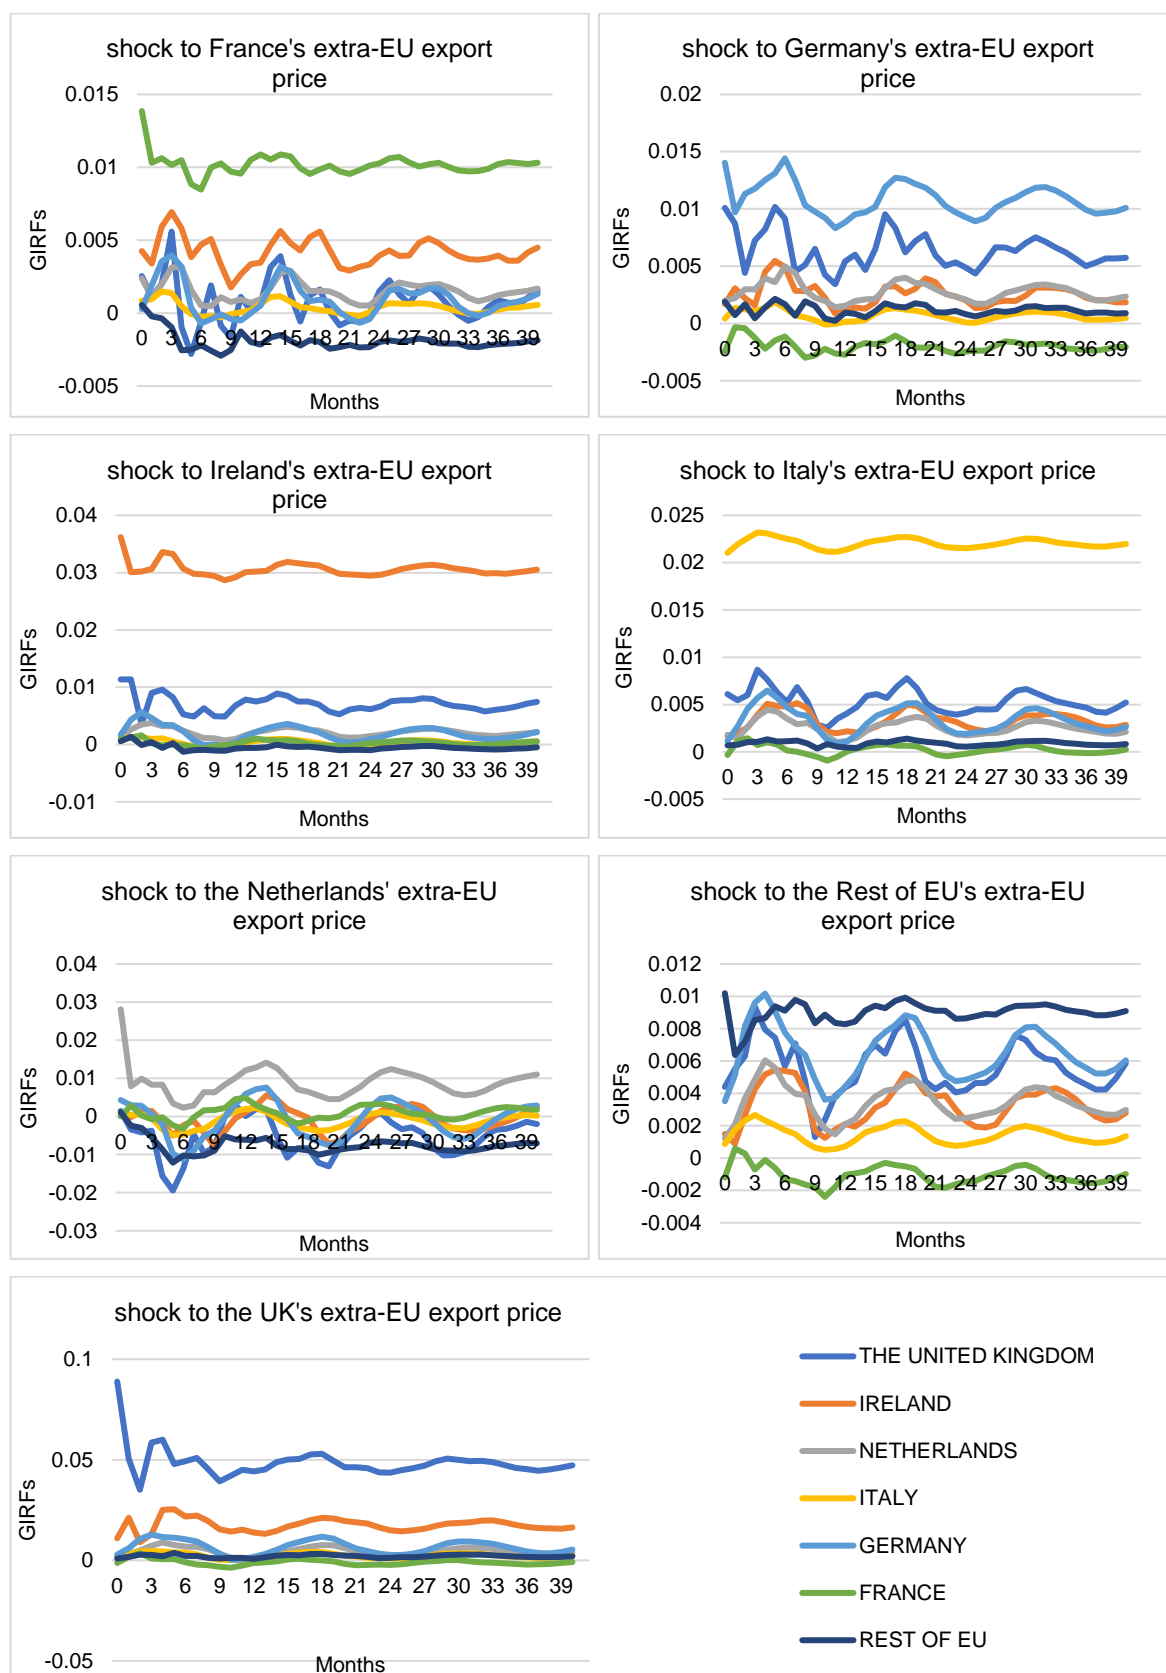 shock to France's extra-EU export
price
0.015
0.01
0.005
0
-0.005
GIRFs
0 3 6 9 12 15 18 21 24 27 30 33 36 39
Months
shock to Germany's extra-EU export
price
0.02
0.015
0.01
0.005
0
-0.005
GIRFs
0 3 6 9 12 15 18 21 24 27 30 33 36 39
Months
shock to Ireland's extra-EU export
price
0.04
0.03
0.02
0.01
0
-0.01
GIRFs
0 3 6 9 12 15 18 21 24 27 30 33 36 39
Months
shock to Italy's extra-EU export price
0.025
0.02
0.015
0.01
0.005
0
-0.005
GIRFs
0 3 6 9 12 15 18 21 24 27 30 33 36 39
Months
shock to the Netherlands' extra-EU
export price
0.04
0.03
0.02
0.01
0
-0.01
-0.02
-0.03
GIRFs
0 3 6 9 12 15 18 21 24 27 30 33 36 39
Months
shock to the Rest of EU's extra-EU
export price
0.012
0.01
0.008
0.006
0.004
0.002
0
-0.002
-0.004
GIRFs
0 3 6 9 12 15 18 21 24 27 30 33 36 39
Months
shock to the UK's extra-EU export price
0.1
0.05
0
-0.05
GIRFs
0 3 6 9 12 15 18 21 24 27 30 33 36 39
Months
THE UNITED KINGDOM
IRELAND
NETHERLANDS
ITALY
GERMANY
FRANCE
REST OF EU